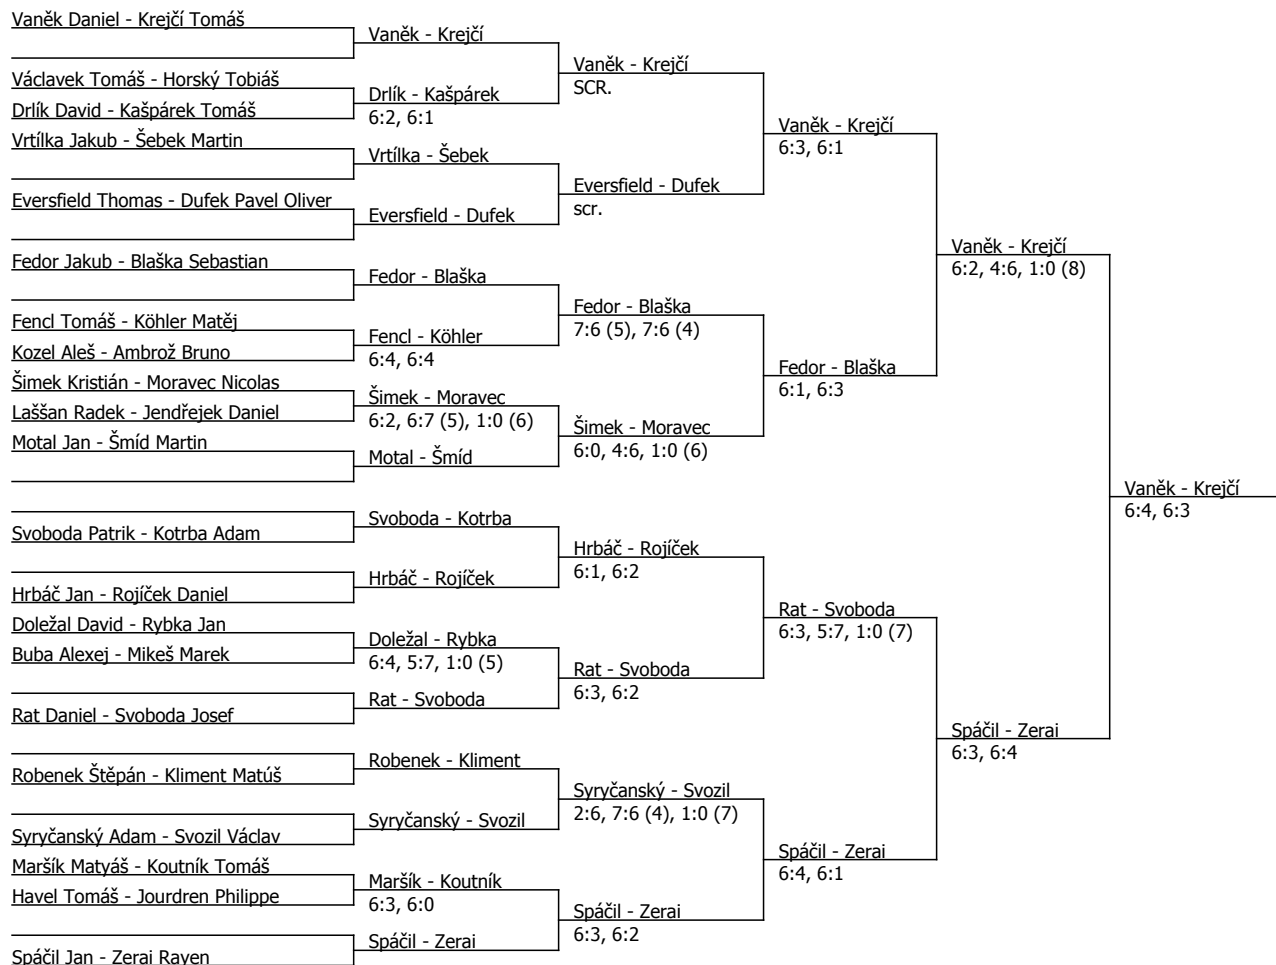 Vaněk Daniel - Krejčí Tomáš
Václavek Tomáš - Horský Tobiáš
Drlík David - Kašpárek Tomáš
Vrtílka Jakub - Šebek Martin
Eversfield Thomas - Dufek Pavel Oliver
Fedor Jakub - Blaška Sebastian
Fencl Tomáš - Köhler Matěj
Kozel Aleš - Ambrož Bruno
Šimek Kristián - Moravec Nicolas
Laššan Radek - Jendřejek Daniel
Motal Jan - Šmíd Martin
Svoboda Patrik - Kotrba Adam
Hrbáč Jan - Rojíček Daniel
Doležal David - Rybka Jan
Buba Alexej - Mikeš Marek
Rat Daniel - Svoboda Josef
Robenek Štěpán - Kliment Matúš
Syryčanský Adam - Svozil Václav
Maršík Matyáš - Koutník Tomáš
Havel Tomáš - Jourdren Philippe
Spáčil Jan - Zerai Rayen
Vaněk - Krejčí
Drlík - Kašpárek
6:2, 6:1
Vrtílka - Šebek
Eversfield - Dufek
Fedor - Blaška
Fencl - Köhler
6:4, 6:4
Šimek - Moravec
6:2, 6:7 (5), 1:0 (6)
Motal - Šmíd
Svoboda - Kotrba
Hrbáč - Rojíček
Doležal - Rybka
6:4, 5:7, 1:0 (5)
Rat - Svoboda
Robenek - Kliment
Syryčanský - Svozil
Maršík - Koutník
6:3, 6:0
Spáčil - Zerai
Vaněk - Krejčí
SCR.
Eversfield - Dufek
scr.
Fedor - Blaška
7:6 (5), 7:6 (4)
Šimek - Moravec
6:0, 4:6, 1:0 (6)
Hrbáč - Rojíček
6:1, 6:2
Rat - Svoboda
6:3, 6:2
Syryčanský - Svozil
2:6, 7:6 (4), 1:0 (7)
Spáčil - Zerai
6:3, 6:2
Vaněk - Krejčí
6:3, 6:1
Fedor - Blaška
6:1, 6:3
Rat - Svoboda
6:3, 5:7, 1:0 (7)
Spáčil - Zerai
6:4, 6:1
Vaněk - Krejčí
6:2, 4:6, 1:0 (8)
Spáčil - Zerai
6:3, 6:4
Vaněk - Krejčí
6:4, 6:3